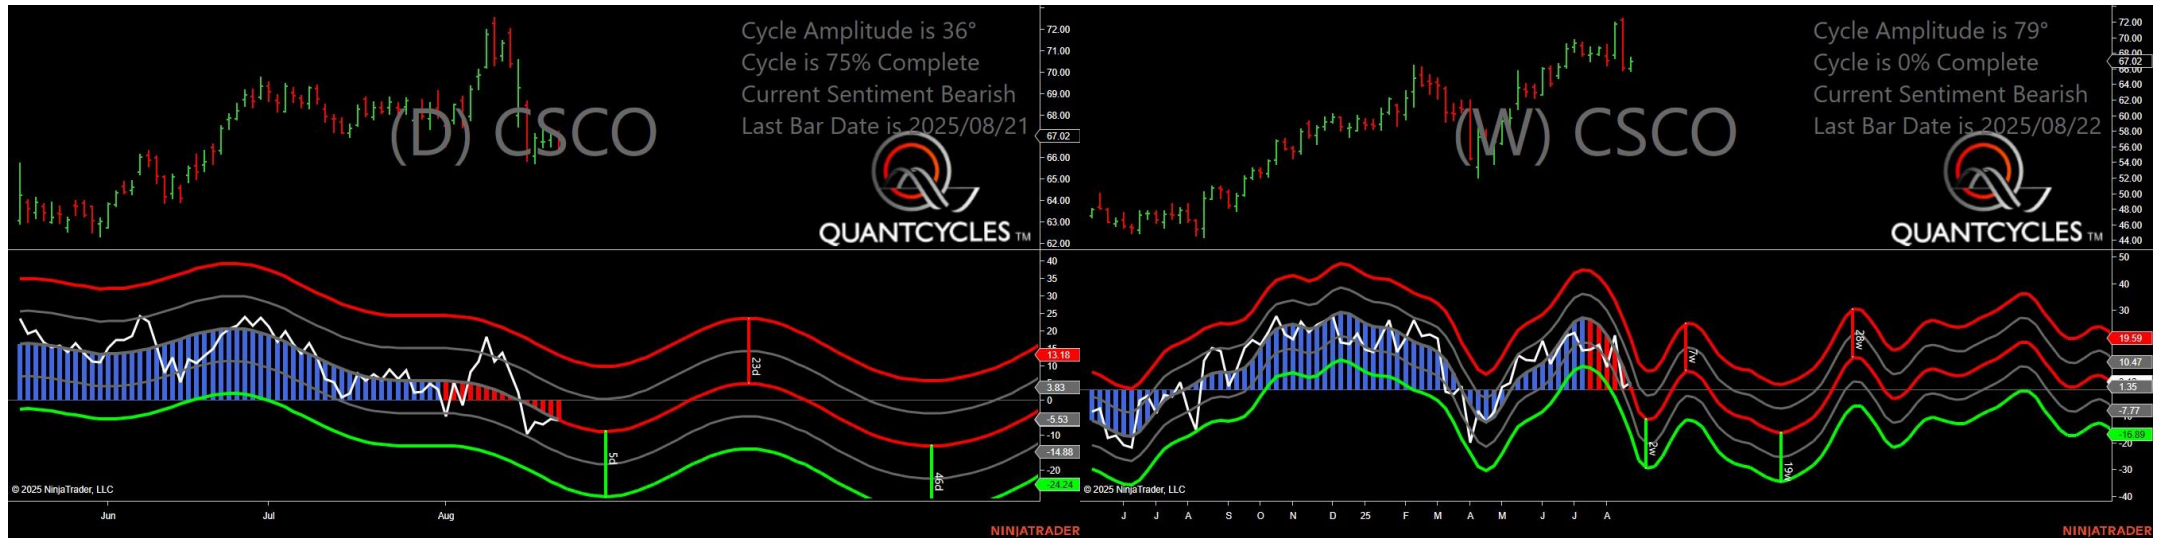 Cycle Amplitude is 36°
Cycle is 75% Complete
Current Sentiment Bearish
Last Bar Date is 2025/08/21
(D) CSCO
QUANTCYCLES TM
72.00
71.00
70.00
69.00
68.00
67.02
66.00
65.00
64.00
63.00
62.00
40
35
30
25
20
15
13.18
3.83
0
-5.53
-10
-14.88
-20
-24.24
23d
5d
46d
© 2025 NinjaTrader, LLC
Jun
Jul
Aug
NINJATRADER
Cycle Amplitude is 79°
Cycle is 0% Complete
Current Sentiment Bearish
Last Bar Date is 2025/08/22
(W) CSCO
QUANTCYCLES TM
72.00
70.00
68.00
67.02
66.00
64.00
62.00
60.00
58.00
56.00
54.00
52.00
50.00
48.00
46.00
44.00
50
40
30
19.59
10.47
1.35
-7.77
-16.89
-20
-30
-40
7w
28w
2w
19w
© 2025 NinjaTrader, LLC
J J A S O N D 25 F M A M J J A
NINJATRADER